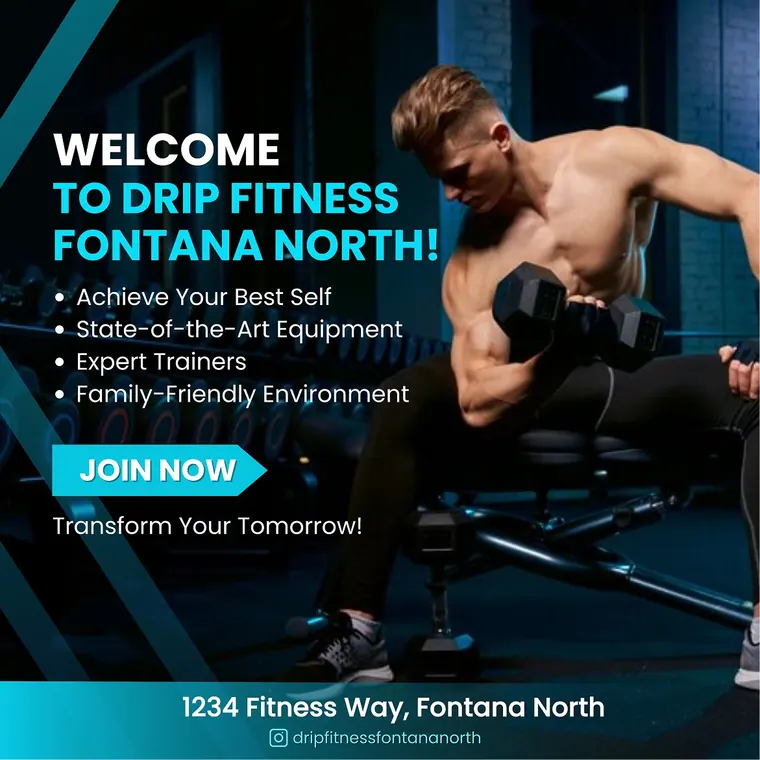 WELCOME
TO DRIP FITNESS
FONTANA NORTH!
• Achieve Your Best Self
• State-of-the-Art Equipment
• Expert Trainers
• Family-Friendly Environment
JOIN NOW
Transform Your Tomorrow!
1234 Fitness Way, Fontana North
dripfitnessfontananorth